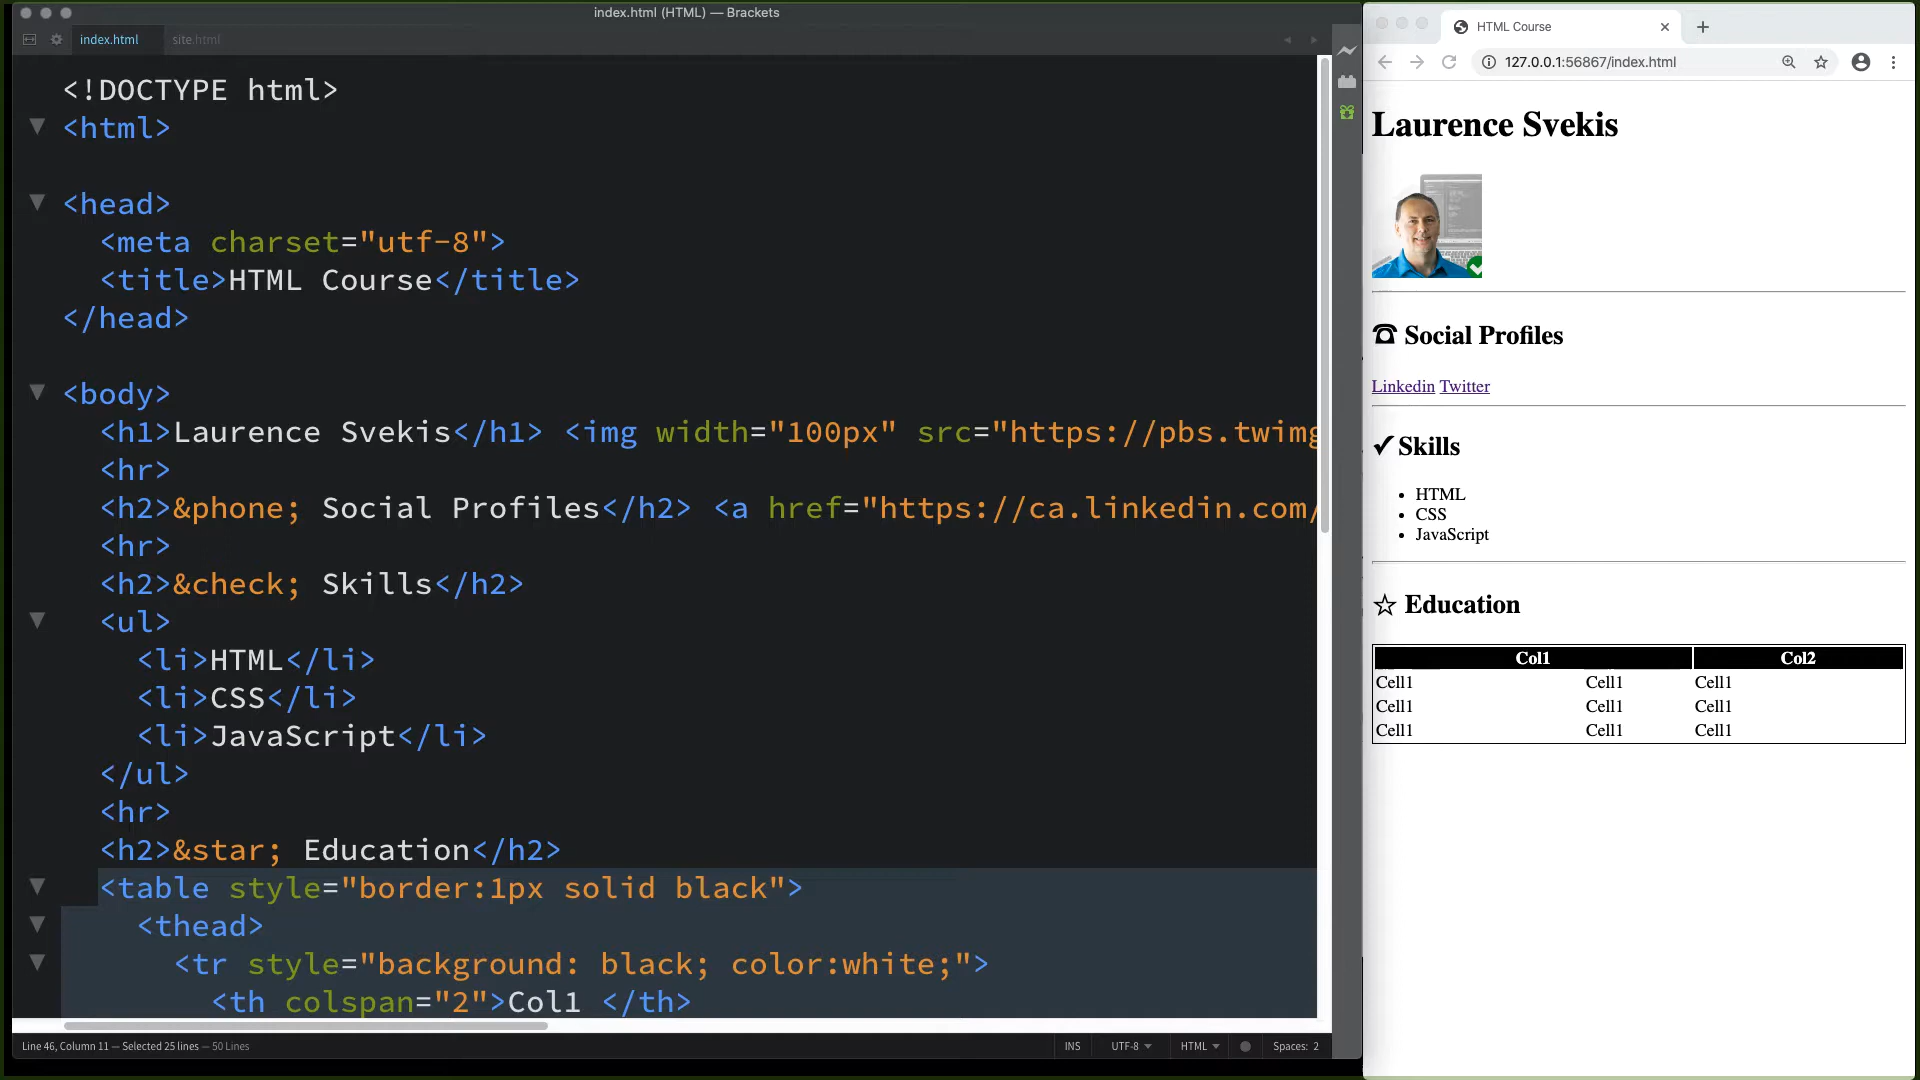 index.html (HTML) — Brackets
index.html
site.html
<!DOCTYPE html>
<html>
<head>
<meta charset="utf-8">
<title>HTML Course</title>
</head>
<body>
<h1>Laurence Svekis</h1> <img width="100px" src="https://pbs.twimg
<hr>
<h2>&phone; Social Profiles</h2> <a href="https://ca.linkedin.com/
<hr>
<h2>&check; Skills</h2>
<ul>
<li>HTML</li>
<li>CSS</li>
<li>JavaScript</li>
</ul>
<hr>
<h2>&star; Education</h2>
<table style="border:1px solid black">
<thead>
<tr style="background: black; color:white;">
<th colspan="2">Col1 </th>
Line 46, Column 11 — Selected 25 lines — 50 Lines
INS
UTF-8
HTML
Spaces: 2
HTML Course
127.0.0.1:56867/index.html
Laurence Svekis
☎ Social Profiles
Linkedin Twitter
✓ Skills
• HTML
• CSS
• JavaScript
☆ Education
Col1 Col2
Cell1 Cell1 Cell1
Cell1 Cell1 Cell1
Cell1 Cell1 Cell1